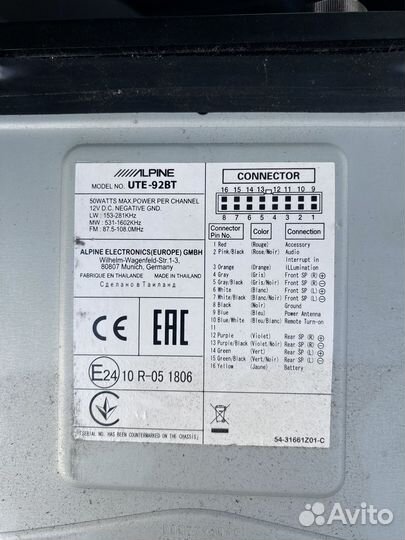 ALPINE
MODEL NO. UTE-92BT
50WATTS MAX.POWER PER CHANNEL
12V D.C. NEGATIVE GND.
LW : 153-281KHz
MW : 531-1602KHz
FM : 87.5-108.0MHz
ALPINE ELECTRONICS(EUROPE) GMBH
Wilhelm-Wagenfeld-Str.1-3,
80807 Munich, Germany
FABRIQUE EN THAILANDE MADE IN THAILAND
Сделано в Таиланд
CE EAC
E24 10 R-05 1806
(NOT BEEN COUNTERMARKED ON THE CHASSIS)
CONNECTOR
16 15 14 13 12 11 10 9
8 7 6 5 4 3 2 1
Connector Pin No. Color Connection
1 Red (Rouge) Accessory
2 Pink/Black (Rose/Noir) Audio Interrupt in
3 Orange (Orange) iLLumination
4 Gray (Gris) Front SP (R) ⊕
5 Gray/Black (Gris/Noir) Front SP (R) ⊖
6 White (Blanc) Front SP (L) ⊕
7 White/Black (Blanc/Noir) Front SP (L) ⊖
8 Black (Noir) Ground
9 Blue (Bleu) Power Antenna
10 Blue/White (Bleu/Blanc) Remote Turn-on
11
12 Purple (Violet) Rear SP (R) ⊕
13 Purple/Black (Violet/Noir) Rear SP (R) ⊖
14 Green (Vert) Rear SP (L) ⊕
15 Green/Black (Vert/Noir) Rear SP (L) ⊖
16 Yellow (Jaune) Battery
54-31661Z01-C
Avito